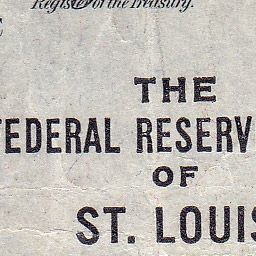 Register of the Treasury.
THE
FEDERAL RESERV
OF
ST. LOUIS